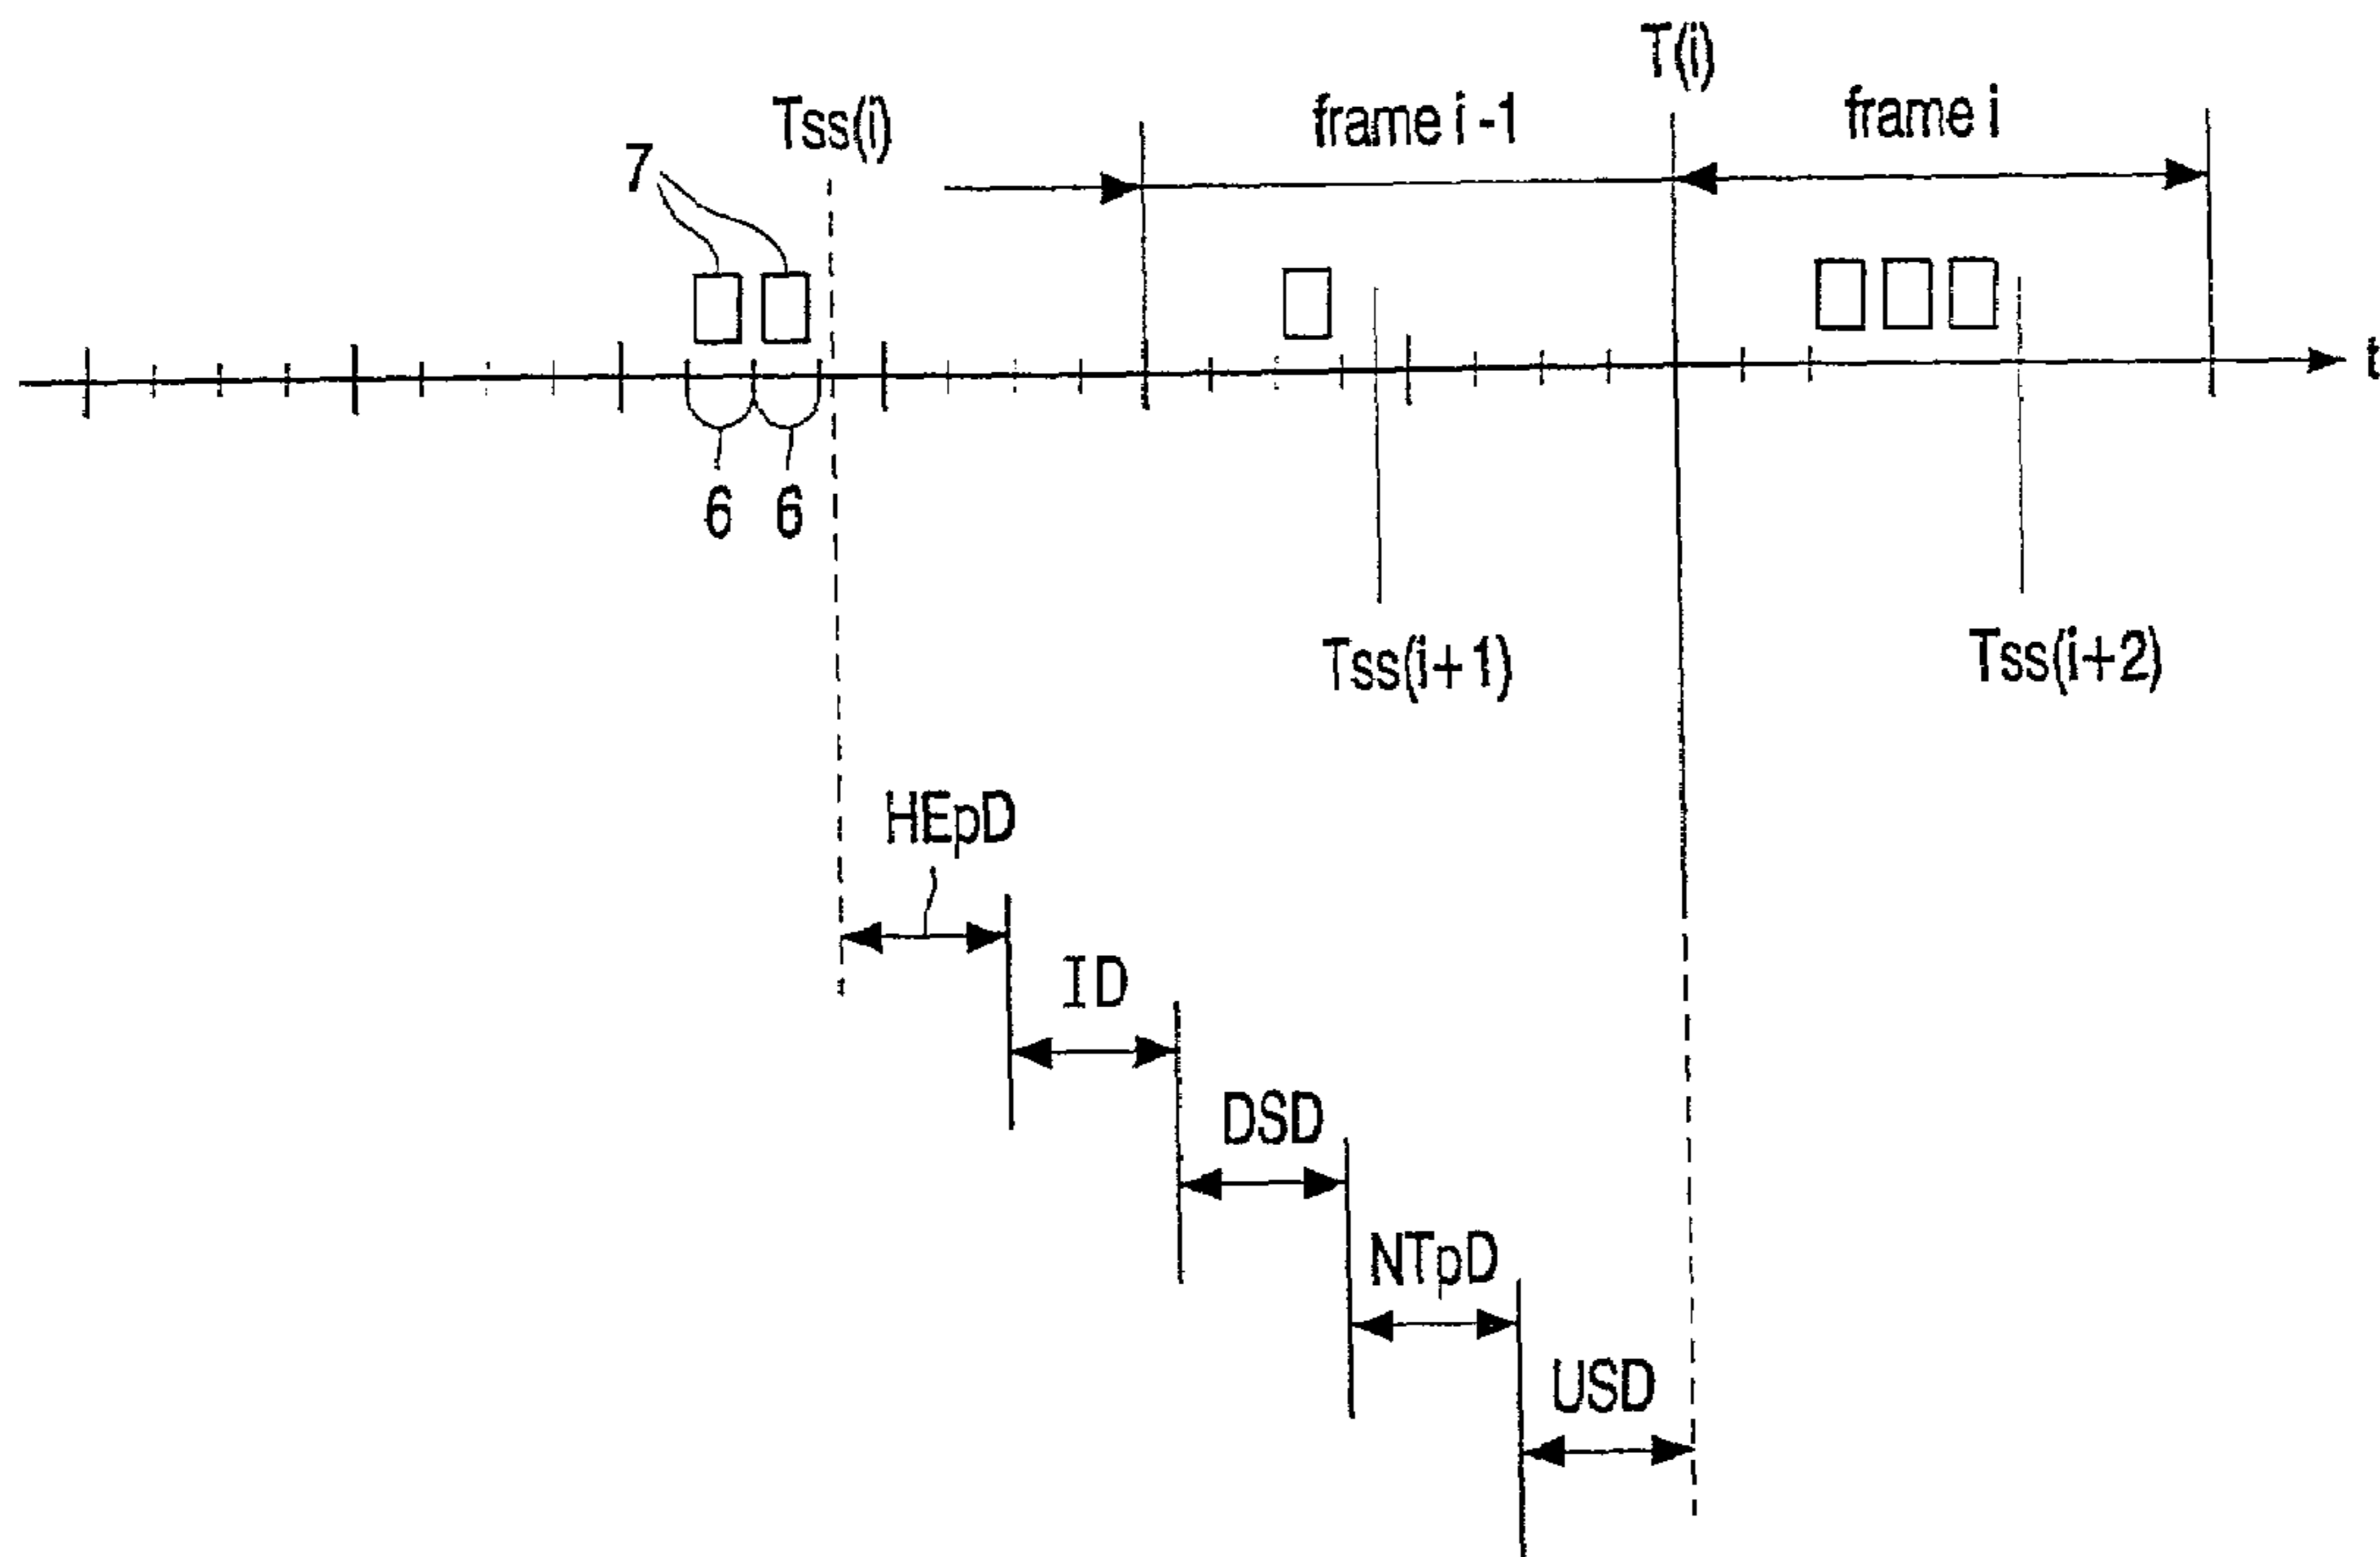 T(i)
Tss(i)
frame i-1
frame i
7
t
6 6
Tss(i+1)
Tss(i+2)
HEpD
ID
DSD
NTpD
USD